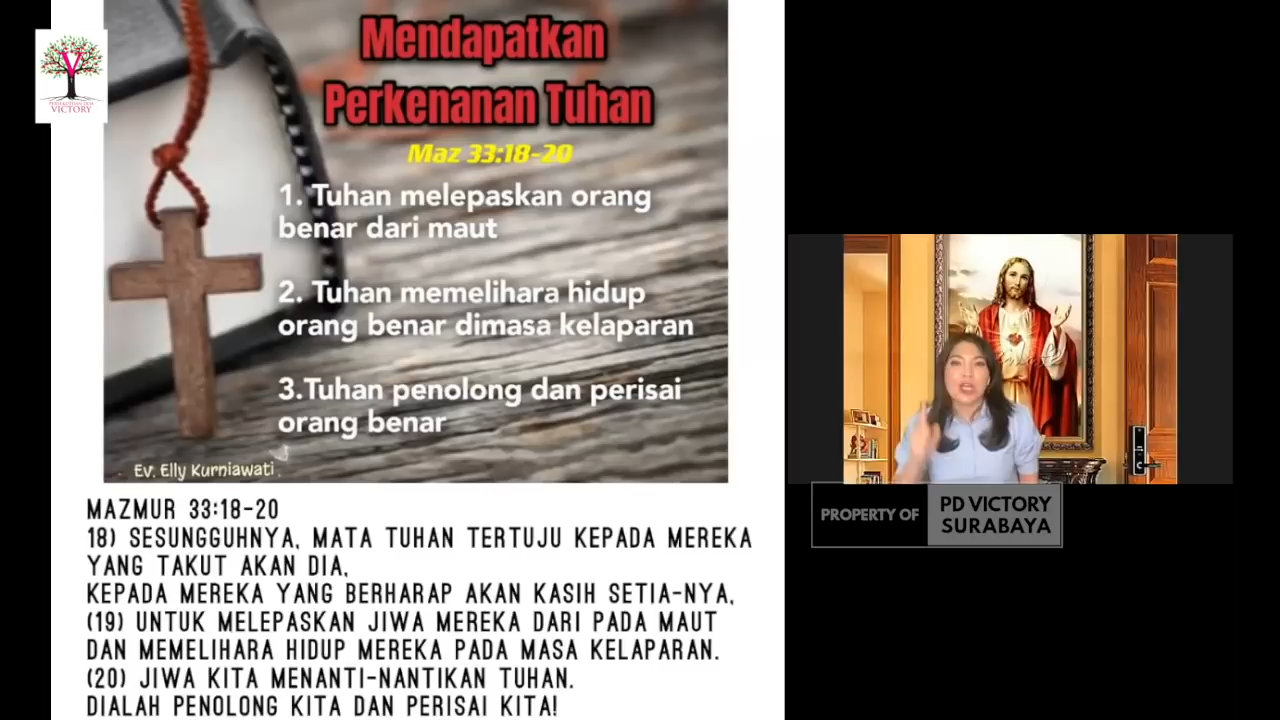 V
PERSEKUTUAN DOA
VICTORY
Mendapatkan
Perkenanan Tuhan
Maz 33:18-20
1. Tuhan melepaskan orang
benar dari maut
2. Tuhan memelihara hidup
orang benar dimasa kelaparan
3.Tuhan penolong dan perisai
orang benar
Ev. Elly Kurniawati
MAZMUR 33:18-20
18) SESUNGGUHNYA, MATA TUHAN TERTUJU KEPADA MEREKA
YANG TAKUT AKAN DIA,
KEPADA MEREKA YANG BERHARAP AKAN KASIH SETIA-NYA,
(19) UNTUK MELEPASKAN JIWA MEREKA DARI PADA MAUT
DAN MEMELIHARA HIDUP MEREKA PADA MASA KELAPARAN.
(20) JIWA KITA MENANTI-NANTIKAN TUHAN.
DIALAH PENOLONG KITA DAN PERISAI KITA!
PROPERTY OF
PD VICTORY
SURABAYA